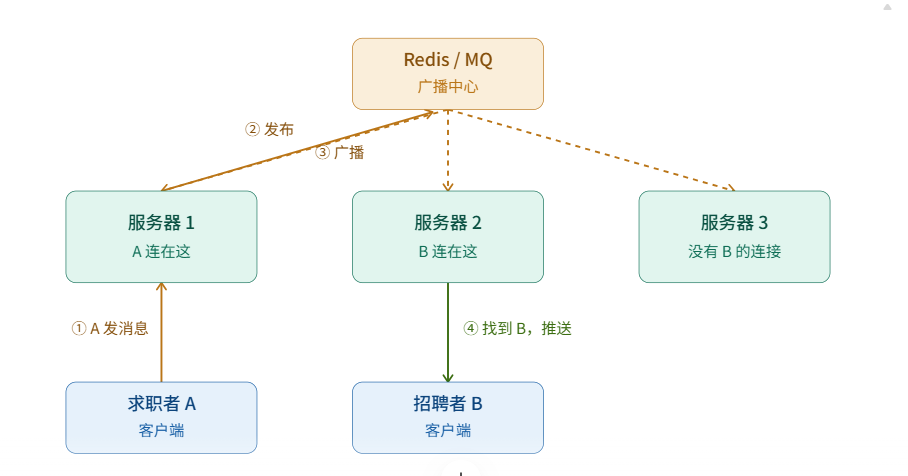 Redis / MQ
广播中心
② 发布
③ 广播
服务器 1
A 连在这
服务器 2
B 连在这
服务器 3
没有 B 的连接
① A 发消息
④ 找到 B，推送
求职者 A
客户端
招聘者 B
客户端